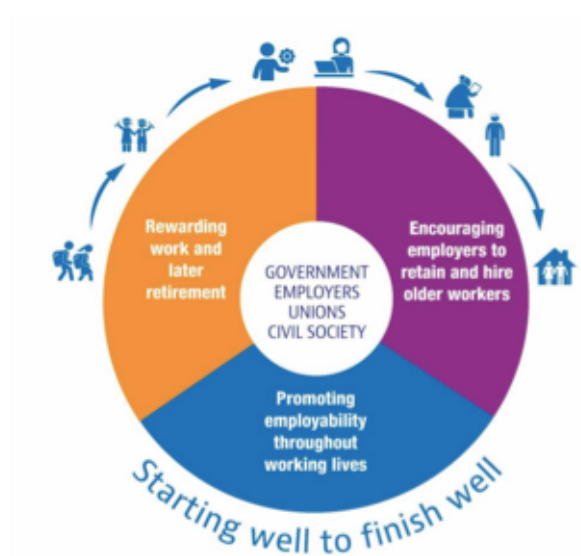 Rewarding
work and
later
retirement
Encouraging
employers to
retain and hire
older workers
GOVERNMENT
EMPLOYERS
UNIONS
CIVIL SOCIETY
Promoting
employability
throughout
working lives
Starting well to finish well